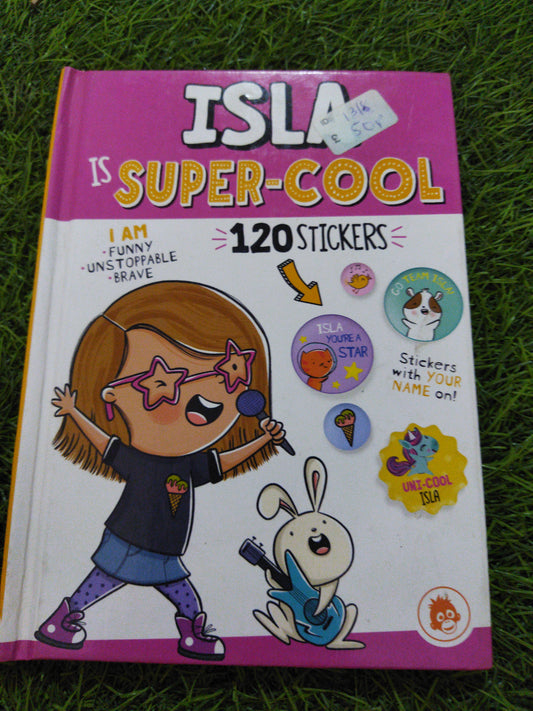 ISLA
IS SUPER-COOL
I AM
• FUNNY
• UNSTOPPABLE
• BRAVE
120 STICKERS
GO TEAM ISLA!
ISLA
YOU'RE A
STAR
Stickers
with YOUR
NAME on!
UNI-COOL
ISLA
£ 50p